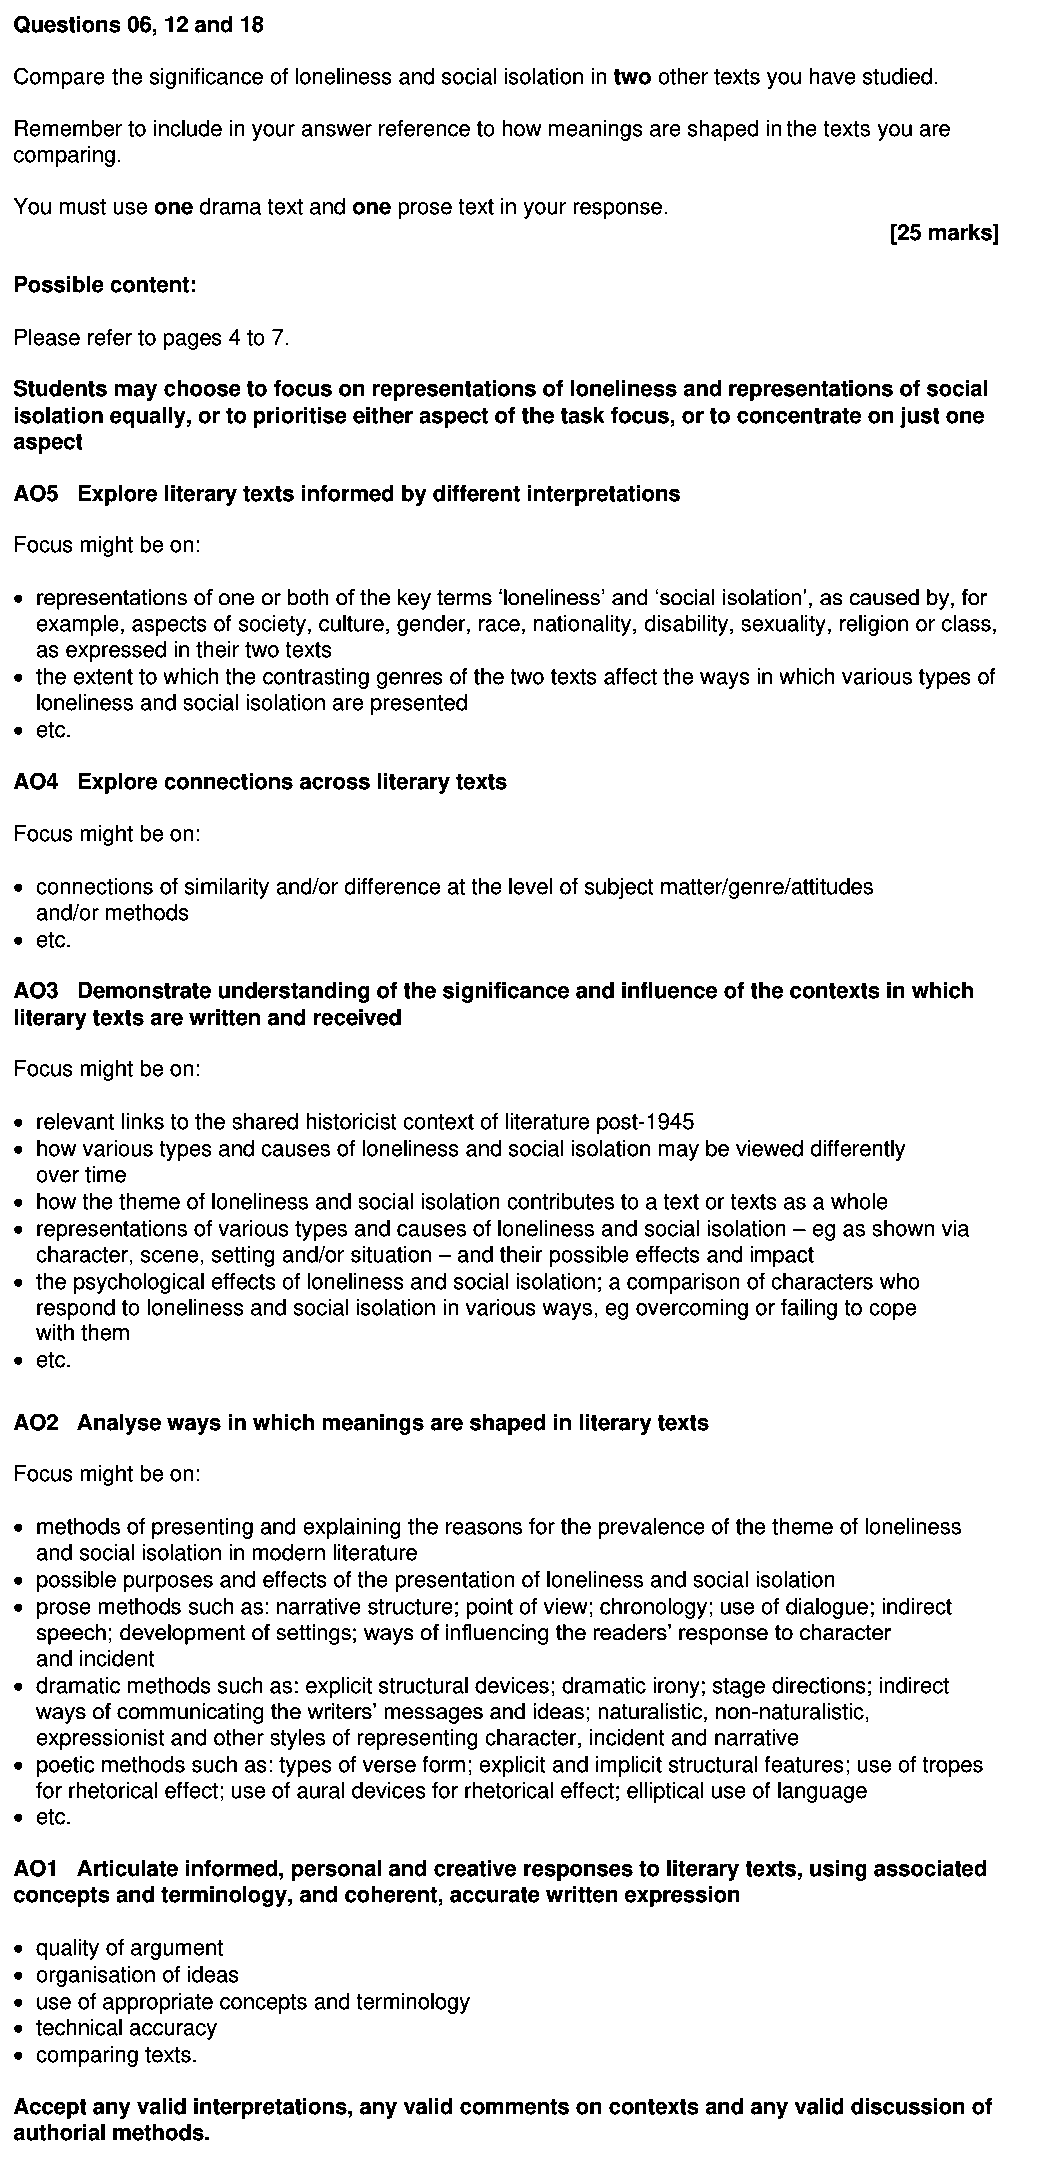 Questions 06, 12 and 18
Compare the significance of loneliness and social isolation in two other texts you have studied.
Remember to include in your answer reference to how meanings are shaped in the texts you are
comparing.
You must use one drama text and one prose text in your response.
[25 marks]
Possible content:
Please refer to pages 4 to 7.
Students may choose to focus on representations of loneliness and representations of social
isolation equally, or to prioritise either aspect of the task focus, or to concentrate on just one
aspect
AO5 Explore literary texts informed by different interpretations
Focus might be on:
• representations of one or both of the key terms ‘loneliness’ and ‘social isolation’, as caused by, for
example, aspects of society, culture, gender, race, nationality, disability, sexuality, religion or class,
as expressed in their two texts
• the extent to which the contrasting genres of the two texts affect the ways in which various types of
loneliness and social isolation are presented
• etc.
AO4 Explore connections across literary texts
Focus might be on:
• connections of similarity and/or difference at the level of subject matter/genre/attitudes
and/or methods
• etc.
AO3 Demonstrate understanding of the significance and influence of the contexts in which
literary texts are written and received
Focus might be on:
• relevant links to the shared historicist context of literature post-1945
• how various types and causes of loneliness and social isolation may be viewed differently
over time
• how the theme of loneliness and social isolation contributes to a text or texts as a whole
• representations of various types and causes of loneliness and social isolation – eg as shown via
character, scene, setting and/or situation – and their possible effects and impact
• the psychological effects of loneliness and social isolation; a comparison of characters who
respond to loneliness and social isolation in various ways, eg overcoming or failing to cope
with them
• etc.
AO2 Analyse ways in which meanings are shaped in literary texts
Focus might be on:
• methods of presenting and explaining the reasons for the prevalence of the theme of loneliness
and social isolation in modern literature
• possible purposes and effects of the presentation of loneliness and social isolation
• prose methods such as: narrative structure; point of view; chronology; use of dialogue; indirect
speech; development of settings; ways of influencing the readers’ response to character
and incident
• dramatic methods such as: explicit structural devices; dramatic irony; stage directions; indirect
ways of communicating the writers’ messages and ideas; naturalistic, non-naturalistic,
expressionist and other styles of representing character, incident and narrative
• poetic methods such as: types of verse form; explicit and implicit structural features; use of tropes
for rhetorical effect; use of aural devices for rhetorical effect; elliptical use of language
• etc.
AO1 Articulate informed, personal and creative responses to literary texts, using associated
concepts and terminology, and coherent, accurate written expression
• quality of argument
• organisation of ideas
• use of appropriate concepts and terminology
• technical accuracy
• comparing texts.
Accept any valid interpretations, any valid comments on contexts and any valid discussion of
authorial methods.